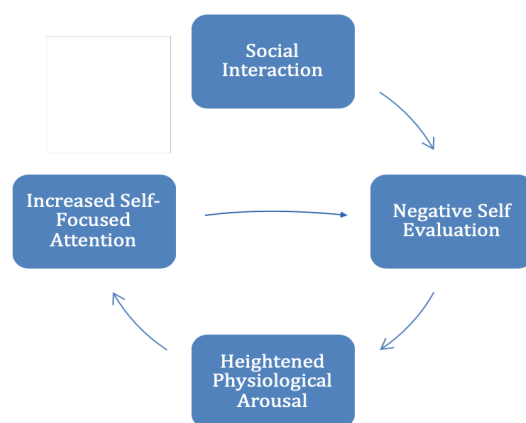 Social
Interaction
Increased Self-
Focused
Attention
Negative Self
Evaluation
Heightened
Physiological
Arousal